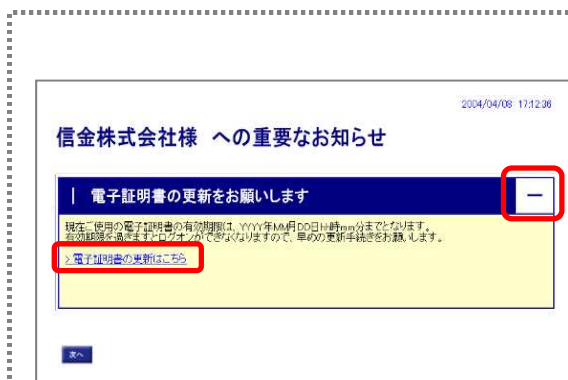 2004/04/08 17:12:36
信金株式会社様 への重要なお知らせ
| 電子証明書の更新をお願いします
現在ご使用の電子証明書の有効期限は、YYYY年MM月DD日HH時mm分までとなります。
有効期限を過ぎますとログオンができなくなりますので、早めの更新手続きをお願いします。
> 電子証明書の更新はこちら
次へ